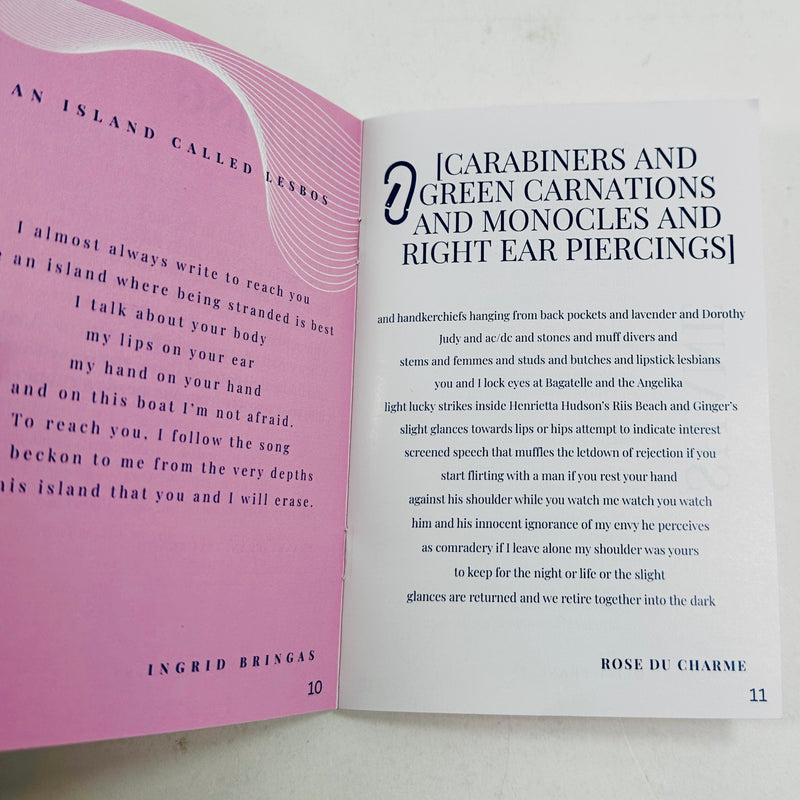 AN ISLAND CALLED LESBOS
I almost always write to reach you
an island where being stranded is best
I talk about your body
my lips on your ear
my hand on your hand
and on this boat I'm not afraid.
To reach you, I follow the song
beckon to me from the very depths
island that you and I will erase.
INGRID BRINGAS
10
[CARABINERS AND
GREEN CARNATIONS
AND MONOCLES AND
RIGHT EAR PIERCINGS]
and handkerchiefs hanging from back pockets and lavender and Dorothy
Judy and ac/dc and stones and muff divers and
stems and femmes and studs and butches and lipstick lesbians
you and I lock eyes at Bagatelle and the Angelika
light lucky strikes inside Henrietta Hudson's Riis Beach and Ginger's
slight glances towards lips or hips attempt to indicate interest
screened speech that muffles the letdown of rejection if you
start flirting with a man if you rest your hand
against his shoulder while you watch me watch you watch
him and his innocent ignorance of my envy he perceives
as comradery if I leave alone my shoulder was yours
to keep for the night or life or the slight
glances are returned and we retire together into the dark
ROSE DU CHARME
11